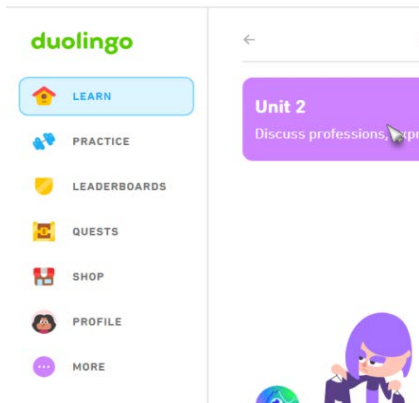 duolingo
LEARN
PRACTICE
LEADERBOARDS
QUESTS
SHOP
PROFILE
MORE
Unit 2
Discuss professions,